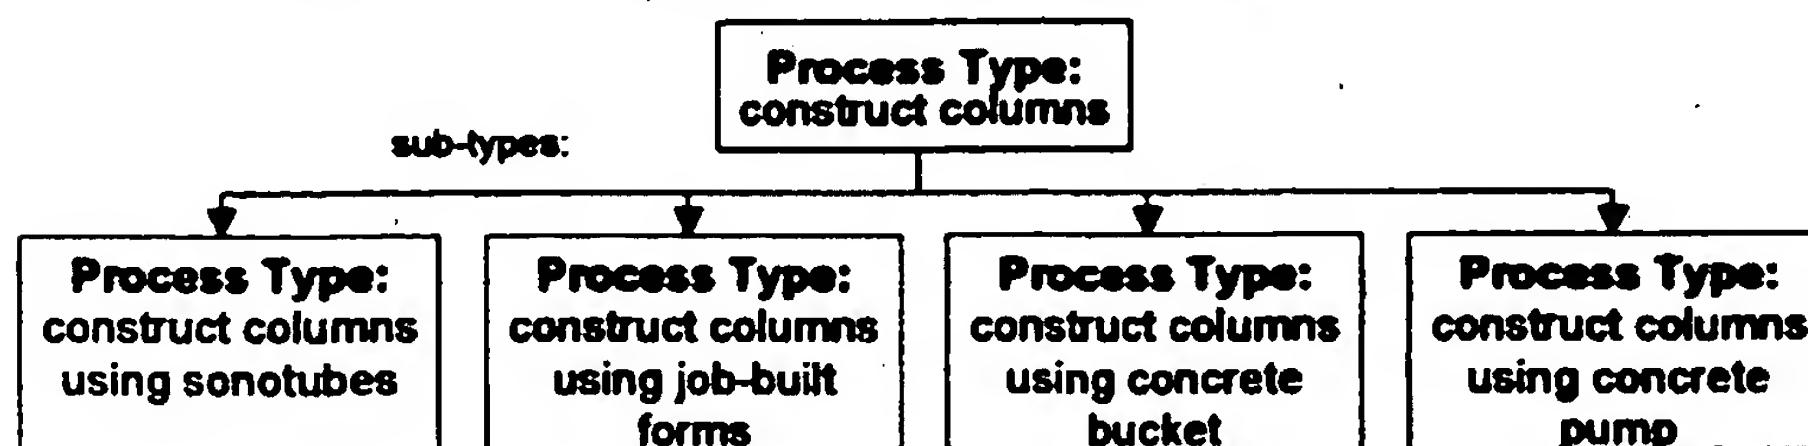 Process Type:
construct columns
sub-types:
Process Type:
construct columns
using sonotubes
Process Type:
construct columns
using job-built
forms
Process Type:
construct columns
using concrete
bucket
Process Type:
construct columns
using concrete
pump